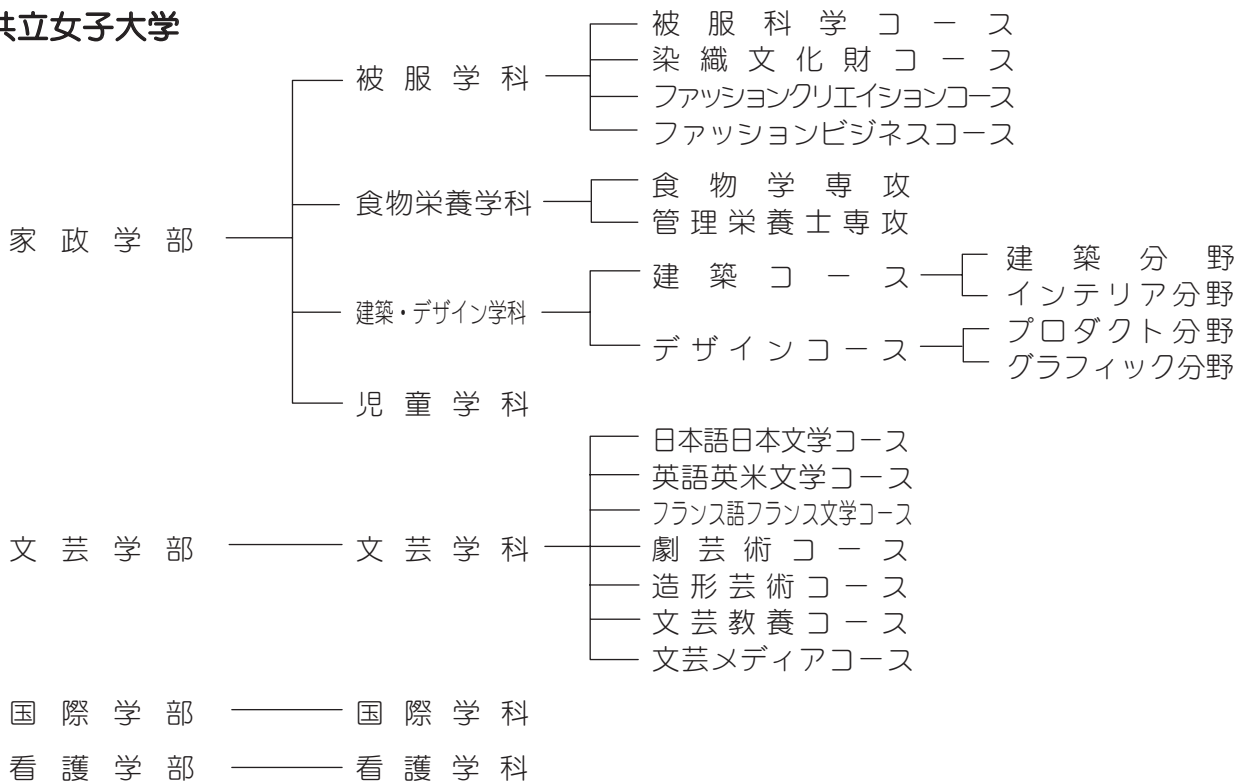 共立女子大学
家政学部
被服学科
被服科学コース
染織文化財コース
ファッションクリエイションコース
ファッションビジネスコース
食物栄養学科
食物学専攻
管理栄養士専攻
建築・デザイン学科
建築コース
建築分野
インテリア分野
デザインコース
プロダクト分野
グラフィック分野
児童学科
文芸学部
文芸学科
日本語日本文学コース
英語英米文学コース
フランス語フランス文学コース
劇芸術コース
造形芸術コース
文芸教養コース
文芸メディアコース
国際学部
国際学科
看護学部
看護学科